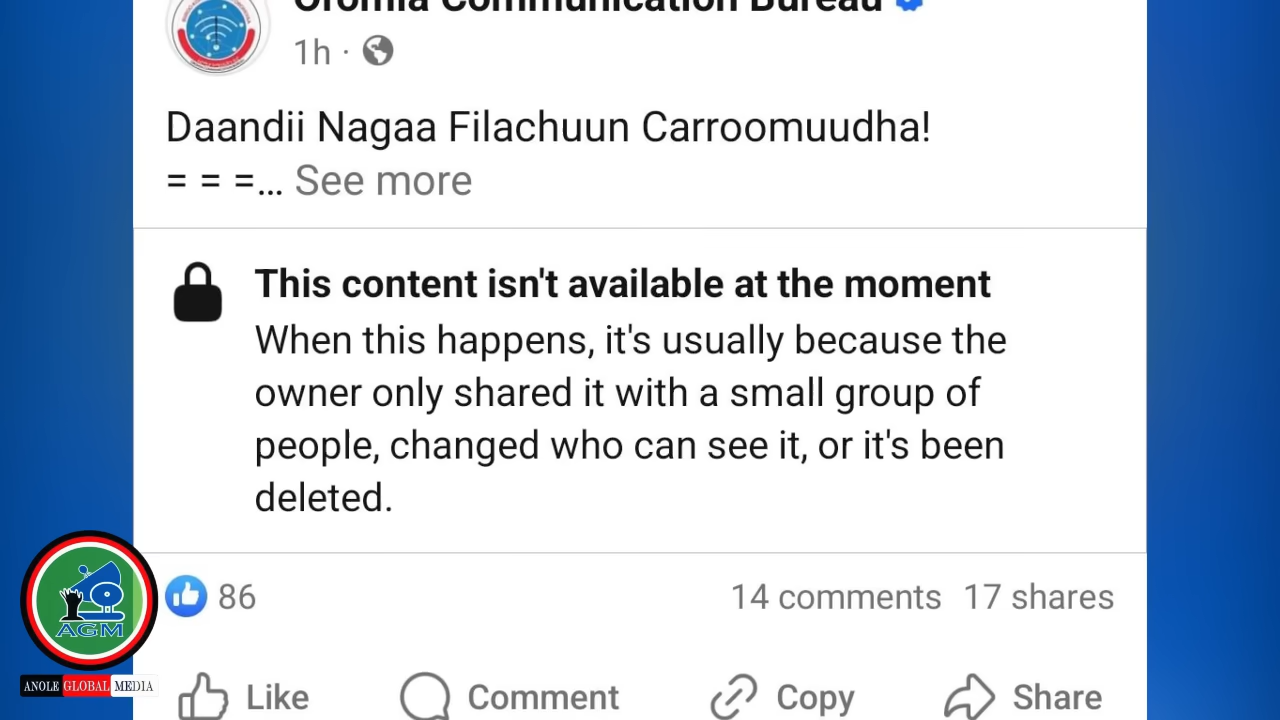 Oromia Communication Bureau
1h ·
Daandii Nagaa Filachuun Carroomuudha!
= = =... See more
This content isn't available at the moment
When this happens, it's usually because the
owner only shared it with a small group of
people, changed who can see it, or it's been
deleted.
86
14 comments 17 shares
AGM
ANOLE GLOBAL MEDIA
Like Comment Copy Share